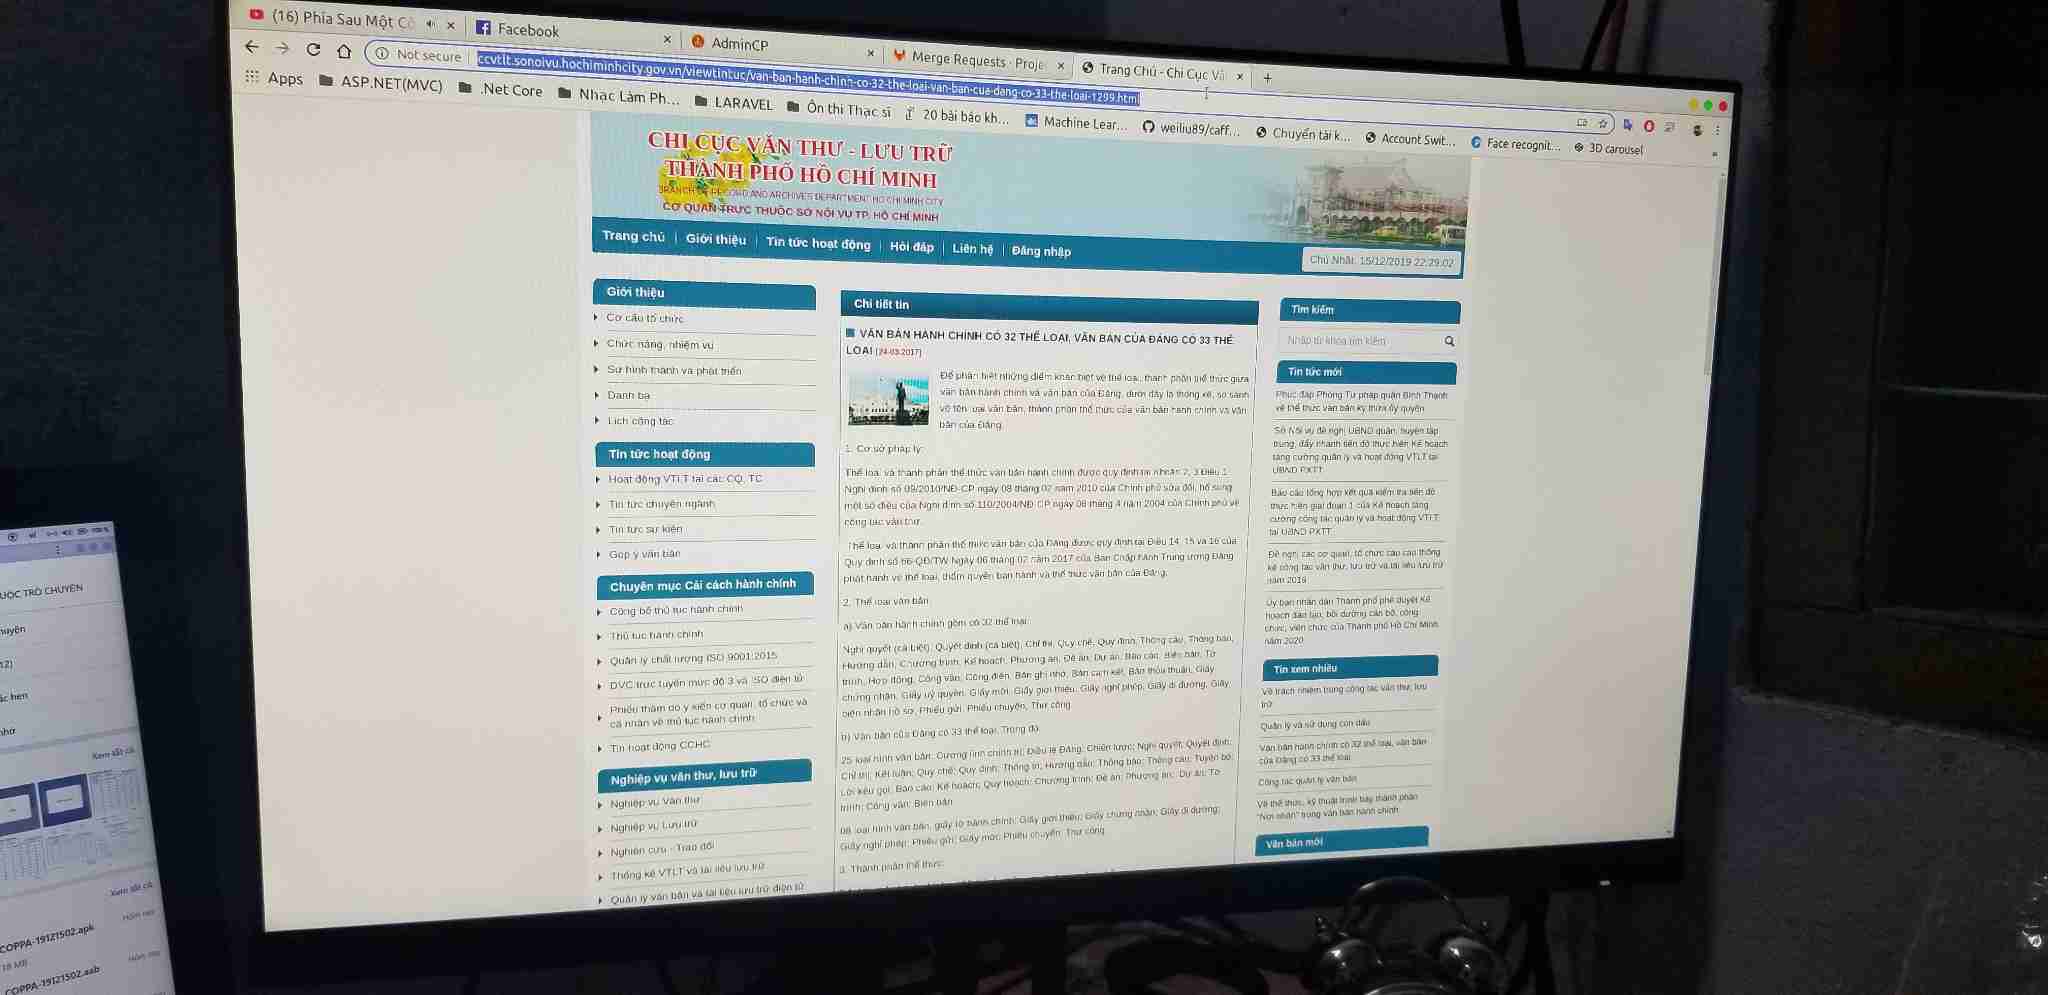 (16) Phía Sau Một Cô
Facebook
AdminCP
Merge Requests · Proje
Trang Chủ - Chi Cục Vă
Not secure
ccvtlt.sonoivu.hochiminhcity.gov.vn/viewtintuc/van-ban-hanh-chinh-co-32-the-loai-van-ban-cua-dang-co-33-the-loai-1299.html
Apps
ASP.NET(MVC)
.Net Core
Nhạc Làm Ph...
LARAVEL
Ôn thi Thạc sĩ
20 bài báo kh...
Machine Lear...
weiliu89/caff...
Chuyển tài k...
Account Swit...
Face recognit...
3D carousel
CHI CỤC VĂN THƯ - LƯU TRỮ
THÀNH PHỐ HỒ CHÍ MINH
BRANCH OF RECORD AND ARCHIVES DEPARTMENT HO CHI MINH CITY
CƠ QUAN TRỰC THUỘC SỞ NỘI VỤ TP. HỒ CHÍ MINH
Trang chủ
Giới thiệu
Tin tức hoạt động
Hỏi đáp
Liên hệ
Đăng nhập
Chủ Nhật, 15/12/2019 22:29:02
Giới thiệu
Cơ cấu tổ chức
Chức năng, nhiệm vụ
Sự hình thành và phát triển
Danh bạ
Lịch công tác
Tin tức hoạt động
Hoạt động VTLT tại các CQ, TC
Tin tức chuyên ngành
Tin tức sự kiện
Góp ý văn bản
Chuyên mục Cải cách hành chính
Công bố thủ tục hành chính
Thủ tục hành chính
Quản lý chất lượng ISO 9001:2015
DVC trực tuyến mức độ 3 và ISO điện tử
Phiếu thăm dò ý kiến cơ quan, tổ chức và
cá nhân về thủ tục hành chính
Tin hoạt động CCHC
Nghiệp vụ văn thư, lưu trữ
Nghiệp vụ Văn thư
Nghiệp vụ Lưu trữ
Nghiên cứu - Trao đổi
Thống kê VTLT và tài liệu lưu trữ
Quản lý văn bản và tài liệu lưu trữ điện tử
Chi tiết tin
VĂN BẢN HÀNH CHÍNH CÓ 32 THỂ LOẠI, VĂN BẢN CỦA ĐẢNG CÓ 33 THỂ
LOẠI [24-03-2017]
Để phân biệt những điểm khác biệt về thể loại, thành phần thể thức giữa
văn bản hành chính và văn bản của Đảng, dưới đây là thống kê, so sánh
về tên loại văn bản, thành phần thể thức của văn bản hành chính và văn
bản của Đảng.
1. Cơ sở pháp lý:
Thể loại và thành phần thể thức văn bản hành chính được quy định tại Khoản 2, 3 Điều 1
Nghị định số 09/2010/NĐ-CP ngày 08 tháng 02 năm 2010 của Chính phủ sửa đổi, bổ sung
một số điều của Nghị định số 110/2004/NĐ-CP ngày 08 tháng 4 năm 2004 của Chính phủ về
công tác văn thư.
Thể loại và thành phần thể thức văn bản của Đảng được quy định tại Điều 14, 15 và 16 của
Quy định số 66-QĐ/TW Ngày 06 tháng 02 năm 2017 của Ban Chấp hành Trung ương Đảng
phát hành về thể loại, thẩm quyền ban hành và thể thức văn bản của Đảng.
2. Thể loại văn bản:
a) Văn bản hành chính gồm có 32 thể loại:
Nghị quyết (cá biệt), Quyết định (cá biệt), Chỉ thị, Quy chế, Quy định, Thông cáo, Thông báo,
Hướng dẫn, Chương trình, Kế hoạch, Phương án, Đề án, Dự án, Báo cáo, Biên bản, Tờ
trình, Hợp đồng, Công văn, Công điện, Bản ghi nhớ, Bản cam kết, Bản thỏa thuận, Giấy
chứng nhận, Giấy uỷ quyền, Giấy mời, Giấy giới thiệu, Giấy nghỉ phép, Giấy đi đường, Giấy
biên nhận hồ sơ, Phiếu gửi, Phiếu chuyển, Thư công.
b) Văn bản của Đảng có 33 thể loại. Trong đó:
25 loại hình văn bản: Cương lĩnh chính trị; Điều lệ Đảng; Chiến lược; Nghị quyết; Quyết định;
Chỉ thị; Kết luận; Quy chế; Quy định; Thông tri; Hướng dẫn; Thông báo; Thông cáo; Tuyên bố;
Lời kêu gọi; Báo cáo; Kế hoạch; Quy hoạch; Chương trình; Đề án; Phương án; Dự án; Tờ
trình; Công văn; Biên bản
08 loại hình văn bản, giấy tờ hành chính: Giấy giới thiệu; Giấy chứng nhận; Giấy đi đường;
Giấy nghỉ phép; Phiếu gửi; Giấy mời; Phiếu chuyển; Thư công.
3. Thành phần thể thức:
Tìm kiếm
Nhập từ khóa tìm kiếm
Tin tức mới
Phúc đáp Phòng Tư pháp quận Bình Thạnh
về thể thức văn bản ký thừa ủy quyền
Sở Nội vụ đề nghị UBND quận, huyện tập
trung, đẩy nhanh tiến độ thực hiện Kế hoạch
tăng cường quản lý và hoạt động VTLT tại
UBND PXTT
Báo cáo tổng hợp kết quả kiểm tra tiến độ
thực hiện giai đoạn 1 của Kế hoạch tăng
cường công tác quản lý và hoạt động VTLT
tại UBND PXTT
Đề nghị các cơ quan, tổ chức báo cáo thống
kê công tác văn thư, lưu trữ và tài liệu lưu trữ
năm 2019
Ủy ban nhân dân Thành phố phê duyệt Kế
hoạch đào tạo, bồi dưỡng cán bộ, công
chức, viên chức của Thành phố Hồ Chí Minh
năm 2020
Tin xem nhiều
Về trách nhiệm trong công tác văn thư, lưu
trữ
Quản lý và sử dụng con dấu
Văn bản hành chính có 32 thể loại, văn bản
của Đảng có 33 thể loại
Công tác quản lý văn bản
Về thể thức, kỹ thuật trình bày thành phần
"Nơi nhận" trong văn bản hành chính
Văn bản mới
UỘC TRÒ CHUYỆN
Xem tất cả
Xem tất cả
Hôm nay
COPPA-19121502.apk
18 MB
Hôm nay
COPPA-19121502.aab